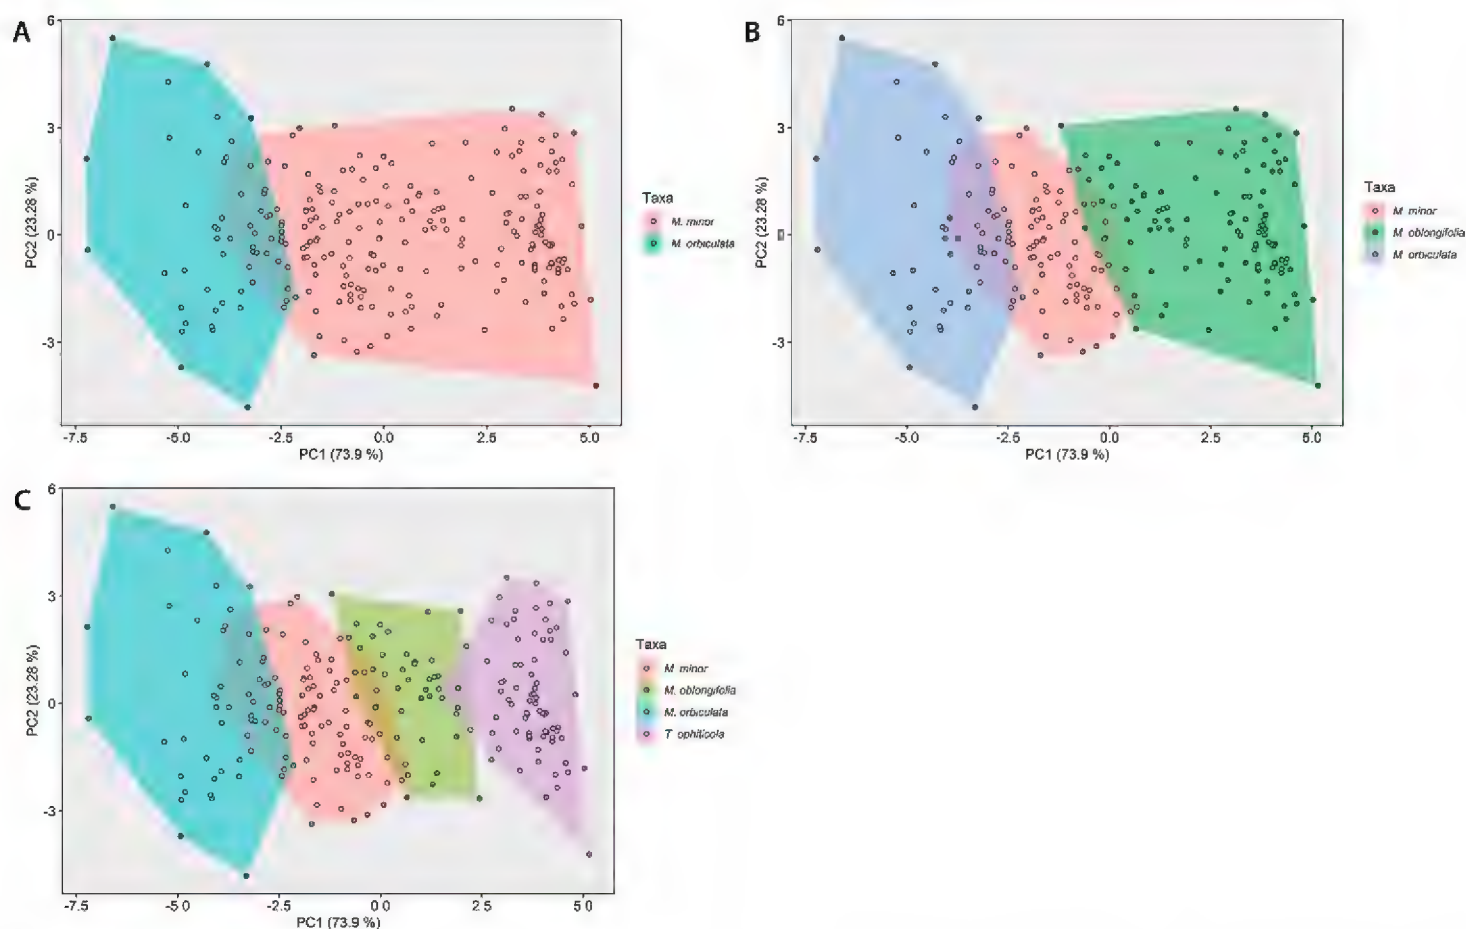 A
6
3
0
-3
PC2 (23.28 %)
-7.5 -5.0 -2.5 0.0 2.5 5.0
PC1 (73.9 %)
Taxa
M. minor
M. orbiculata
B
6
3
0
-3
PC2 (23.28 %)
-7.5 -5.0 -2.5 0.0 2.5 5.0
PC1 (73.9 %)
Taxa
M. minor
M. oblongifolia
M. orbiculata
C
6
3
0
-3
PC2 (23.28 %)
-7.5 -5.0 -2.5 0.0 2.5 5.0
PC1 (73.9 %)
Taxa
M. minor
M. oblongifolia
M. orbiculata
T. ophiticola